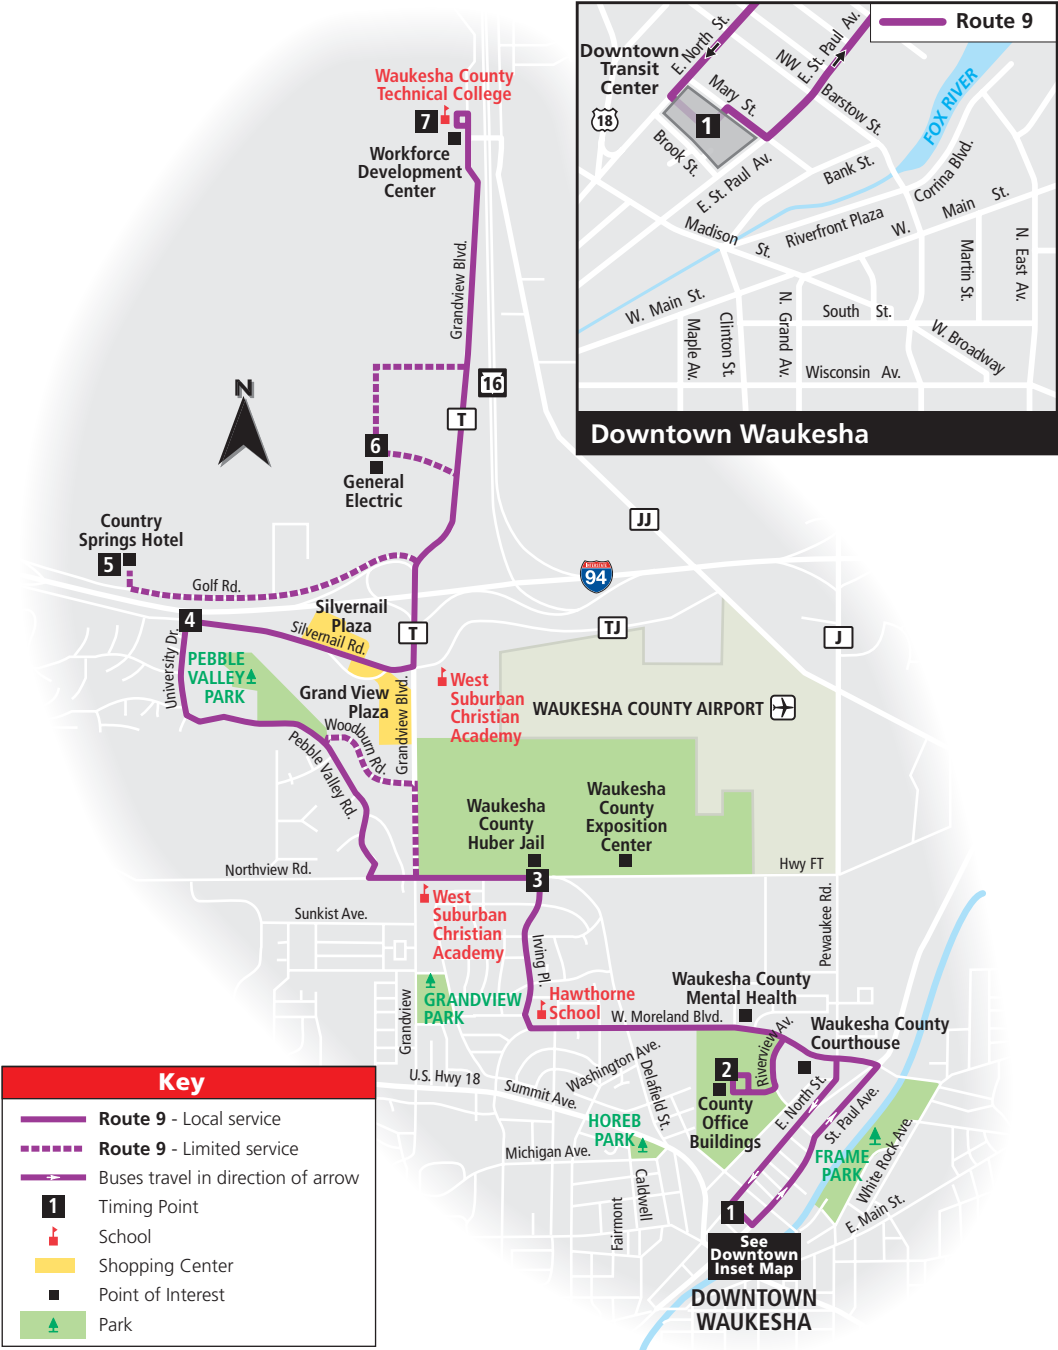 Waukesha County
Technical College
7
Workforce
Development
Center
Grandview Blvd.
16
T
N
6
General
Electric
Country
Springs Hotel
5
Golf Rd.
JJ
INTERSTATE
94
4
Silvernail
Plaza
Silvernail Rd.
T
TJ
J
University Dr.
PEBBLE
VALLEY
PARK
Grand View
Plaza
Grandview Blvd.
West
Suburban
Christian
Academy
WAUKESHA COUNTY AIRPORT
Woodburn Rd.
Pebble Valley Rd.
Waukesha
County
Huber Jail
Waukesha
County
Exposition
Center
Northview Rd.
3
Hwy FT
Sunkist Ave.
West
Suburban
Christian
Academy
Irving Pl.
Pewaukee Rd.
Grandview
GRANDVIEW
PARK
Hawthorne
School
W. Moreland Blvd.
Waukesha County
Mental Health
Waukesha County
Courthouse
Riverview Av.
U.S. Hwy 18
Summit Ave.
Washington Ave.
Delafield St.
2
County
Office
Buildings
E. North St.
St. Paul Ave.
HOREB
PARK
Michigan Ave.
Caldwell
Fairmont
FRAME
PARK
White Rock Ave.
E. Main St.
1
See
Downtown
Inset Map
DOWNTOWN
WAUKESHA
Route 9
Downtown
Transit
Center
E. North St.
NW
Barstow St.
E. St. Paul Av.
18
Mary St.
1
Brook St.
E. St. Paul Av.
FOX RIVER
Bank St.
Corrina Blvd.
Madison St.
Riverfront Plaza
W. Main St.
Martin St.
N. East Av.
W. Main St.
Maple Av.
Clinton St.
N. Grand Av.
South St.
W. Broadway
Wisconsin Av.
Downtown Waukesha
Key
Route 9 - Local service
Route 9 - Limited service
Buses travel in direction of arrow
1 Timing Point
School
Shopping Center
Point of Interest
Park